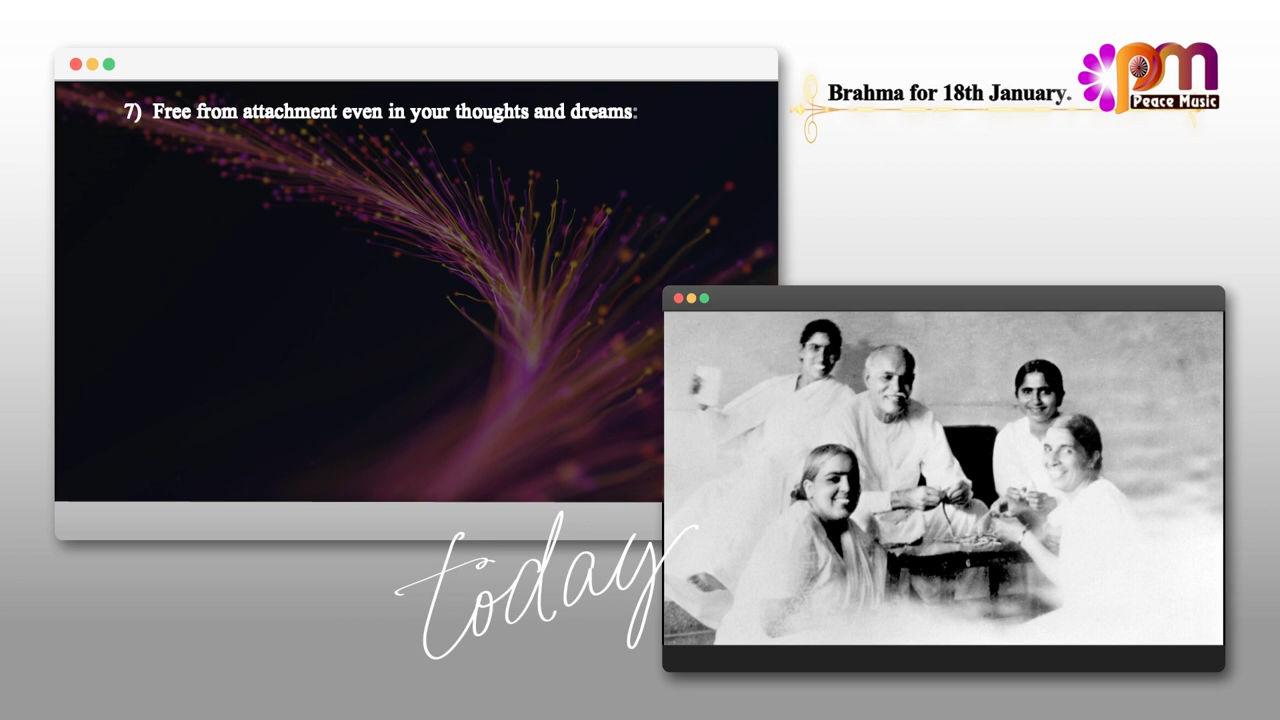 7) Free from attachment even in your thoughts and dreams:
Brahma for 18th January.
pm
Peace Music
today